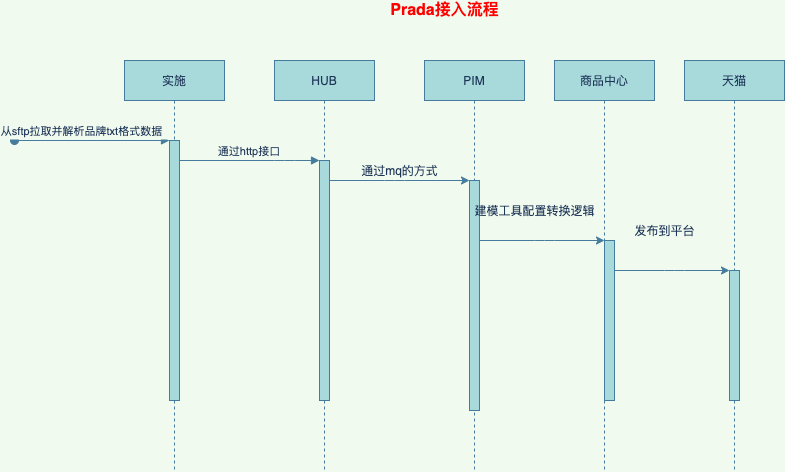 Prada接入流程
实施
HUB
PIM
商品中心
天猫
从sftp拉取并解析品牌txt格式数据
通过http接口
通过mq的方式
建模工具配置转换逻辑
发布到平台